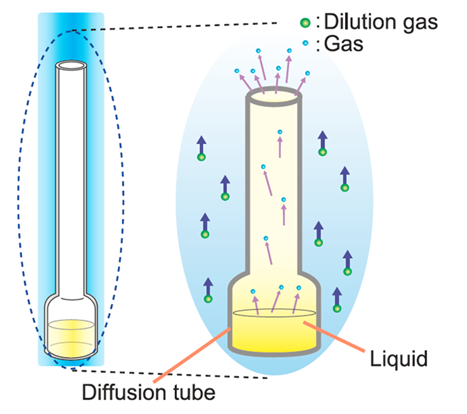 : Dilution gas
: Gas
Liquid
Diffusion tube